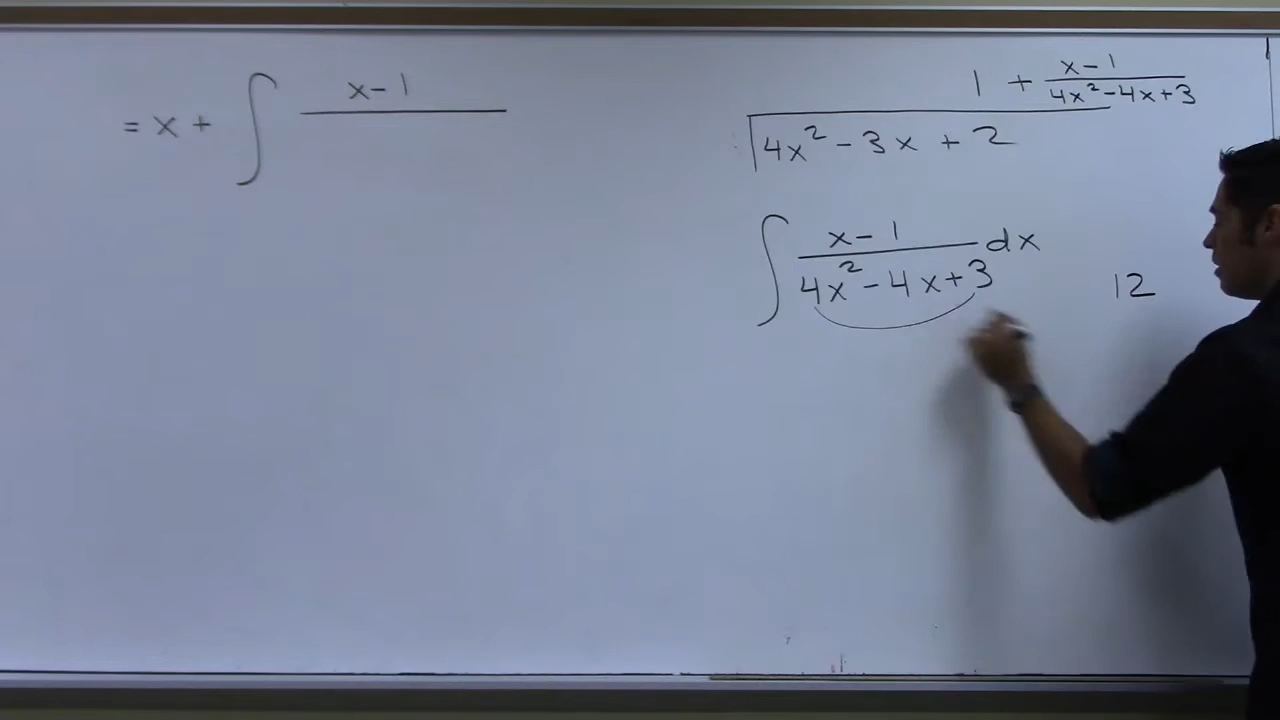 = x + ∫ x-1
1 + x-1 / 4x² -4x+3
4x² - 3x + 2
∫ x-1 / 4x² - 4x+3 dx
12